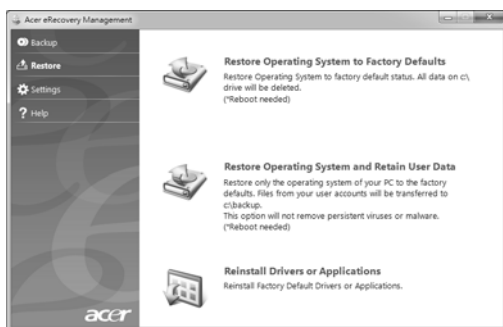 Acer eRecovery Management
Backup
Restore
Settings
Help
Restore Operating System to Factory Defaults
Restore Operating System to factory default status. All data on c:\
drive will be deleted.
(*Reboot needed)
Restore Operating System and Retain User Data
Restore only the operating system of your PC to the factory
defaults. Files from your user accounts will be transferred to
c:\backup.
This option will not remove persistent viruses or malware.
(*Reboot needed)
Reinstall Drivers or Applications
Reinstall Factory Default Drivers or Applications.
acer